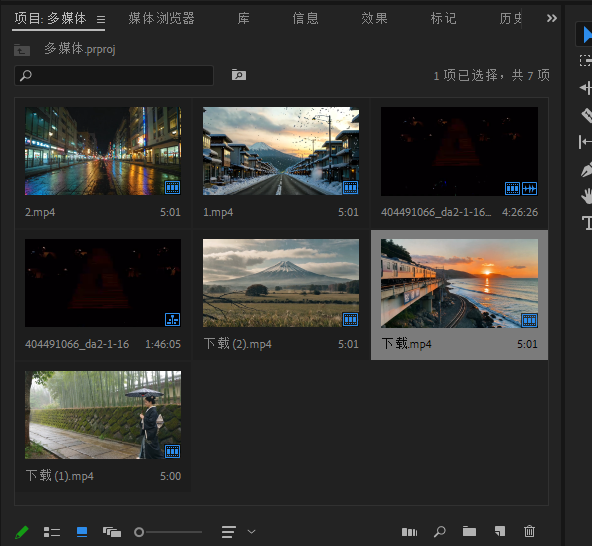 项目: 多媒体 ≡ 媒体浏览器 库 信息 效果 标记 历史 »
多媒体.prproj
1 项已选择，共 7 项
2.mp4 5:01
1.mp4 5:01
404491066_da2-1-16... 4:26:26
404491066_da2-1-16 1:46:05
下载 (2).mp4 5:01
下载.mp4 5:01
下载 (1).mp4 5:00